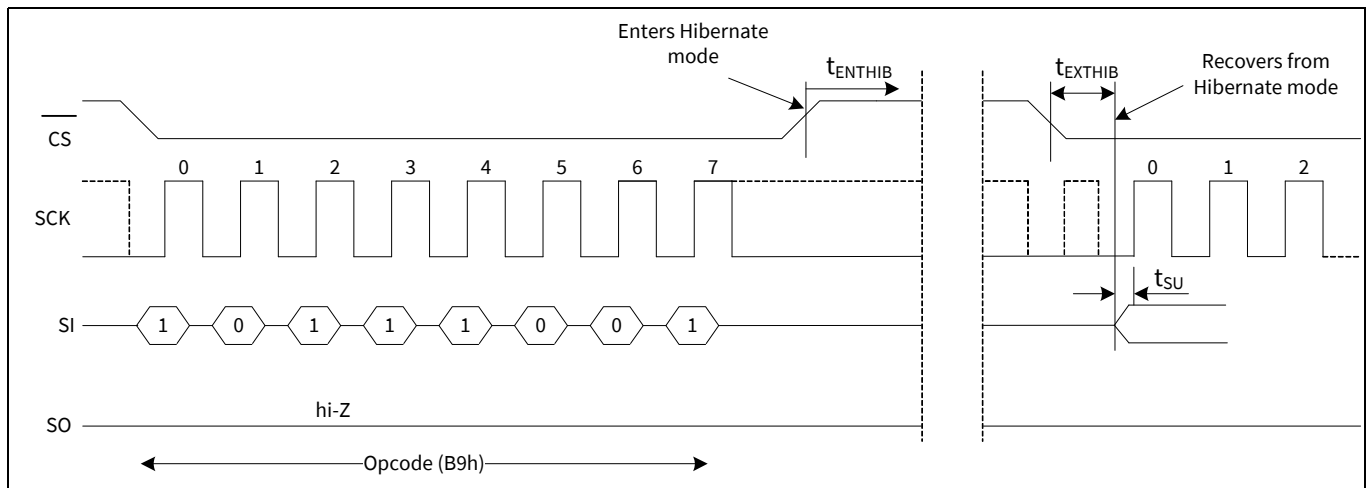 Enters Hibernate
mode
tENTHIB
tEXTHIB
Recovers from
Hibernate mode
CS
0 1 2 3 4 5 6 7 0 1 2
SCK
tSU
SI 1 0 1 1 1 0 0 1
hi-Z
SO
Opcode (B9h)